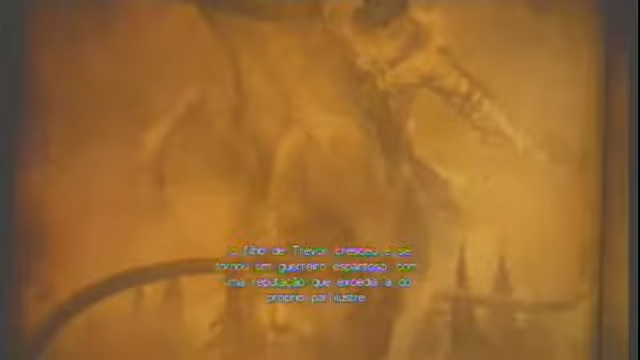 O filho de Trevor cresceu e se
tornou um guerreiro espantoso, com
uma reputação que excedia a do
próprio pai ilustre